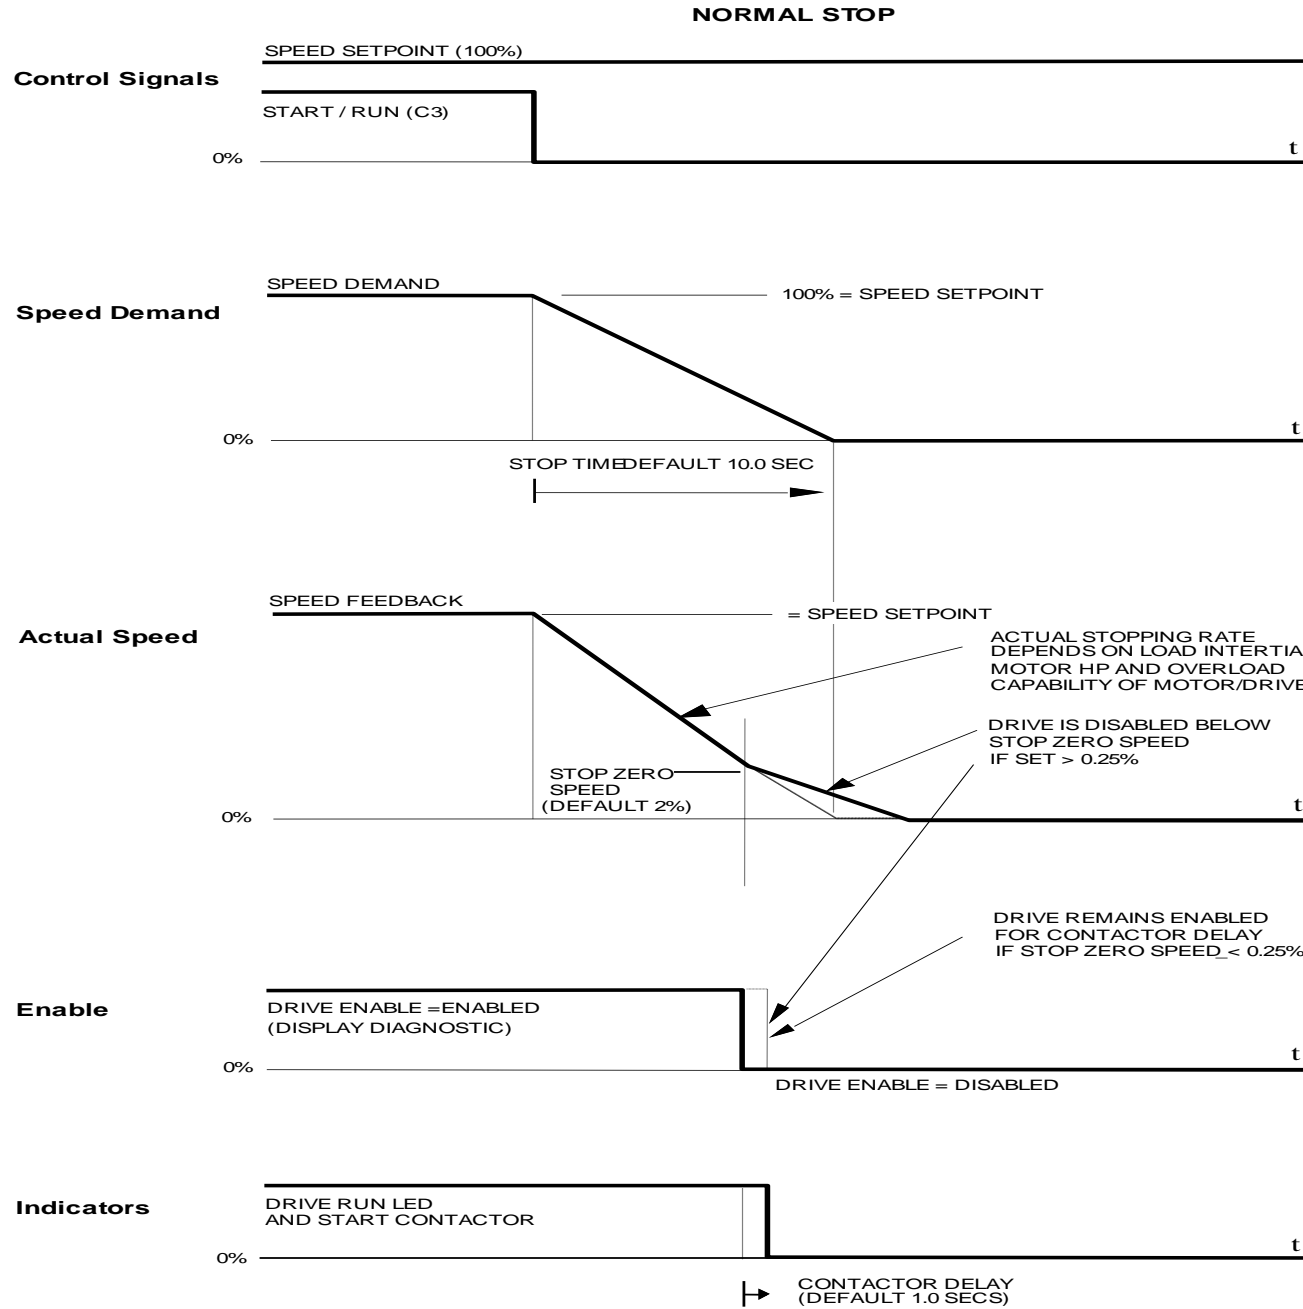 NORMAL STOP
SPEED SETPOINT (100%)
Control Signals
START / RUN (C3)
0%
t
SPEED DEMAND
100% = SPEED SETPOINT
Speed Demand
0%
t
STOP TIMEDEFAULT 10.0 SEC
SPEED FEEDBACK
= SPEED SETPOINT
Actual Speed
ACTUAL STOPPING RATE
DEPENDS ON LOAD INTERTIA
MOTOR HP AND OVERLOAD
CAPABILITY OF MOTOR/DRIVE
DRIVE IS DISABLED BELOW
STOP ZERO SPEED
IF SET > 0.25%
STOP ZERO
SPEED
(DEFAULT 2%)
0%
t
DRIVE REMAINS ENABLED
FOR CONTACTOR DELAY
IF STOP ZERO SPEED_< 0.25%
Enable
DRIVE ENABLE =ENABLED
(DISPLAY DIAGNOSTIC)
0%
t
DRIVE ENABLE = DISABLED
Indicators
DRIVE RUN LED
AND START CONTACTOR
0%
t
CONTACTOR DELAY
(DEFAULT 1.0 SECS)